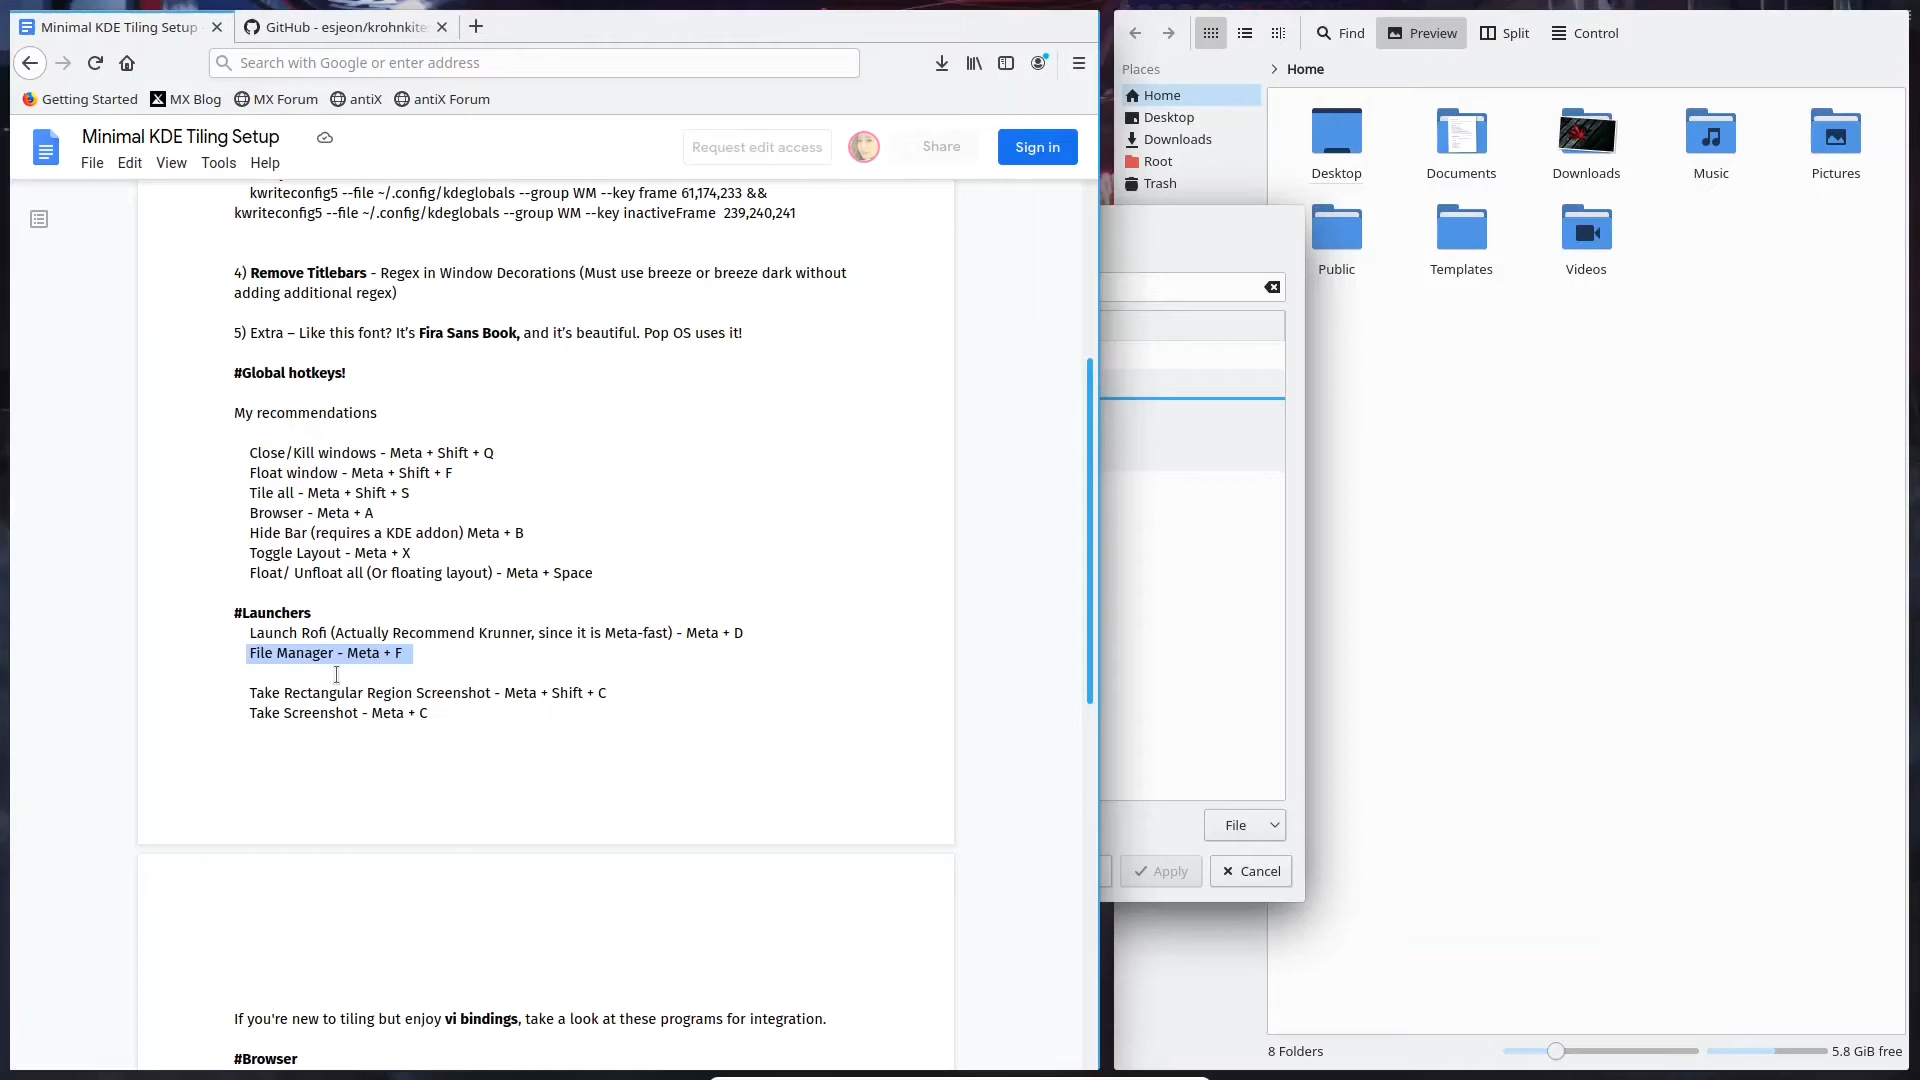 Minimal KDE Tiling Setup
GitHub - esjeon/krohnkite
Search with Google or enter address
Getting Started
MX Blog
MX Forum
antiX
antiX Forum
Minimal KDE Tiling Setup
File Edit View Tools Help
Request edit access
Share
Sign in
kwriteconfig5 --file ~/.config/kdeglobals --group WM --key frame 61,174,233 &&
kwriteconfig5 --file ~/.config/kdeglobals --group WM --key inactiveFrame 239,240,241
4) Remove Titlebars - Regex in Window Decorations (Must use breeze or breeze dark without
adding additional regex)
5) Extra – Like this font? It’s Fira Sans Book, and it’s beautiful. Pop OS uses it!
#Global hotkeys!
My recommendations
Close/Kill windows - Meta + Shift + Q
Float window - Meta + Shift + F
Tile all - Meta + Shift + S
Browser - Meta + A
Hide Bar (requires a KDE addon) Meta + B
Toggle Layout - Meta + X
Float/ Unfloat all (Or floating layout) - Meta + Space
#Launchers
Launch Rofi (Actually Recommend Krunner, since it is Meta-fast) - Meta + D
File Manager - Meta + F
Take Rectangular Region Screenshot - Meta + Shift + C
Take Screenshot - Meta + C
If you're new to tiling but enjoy vi bindings, take a look at these programs for integration.
#Browser
Find
Preview
Split
Control
Places
Home
Home
Desktop
Downloads
Root
Trash
Desktop
Documents
Downloads
Music
Pictures
Public
Templates
Videos
File
Apply
Cancel
8 Folders
5.8 GiB free